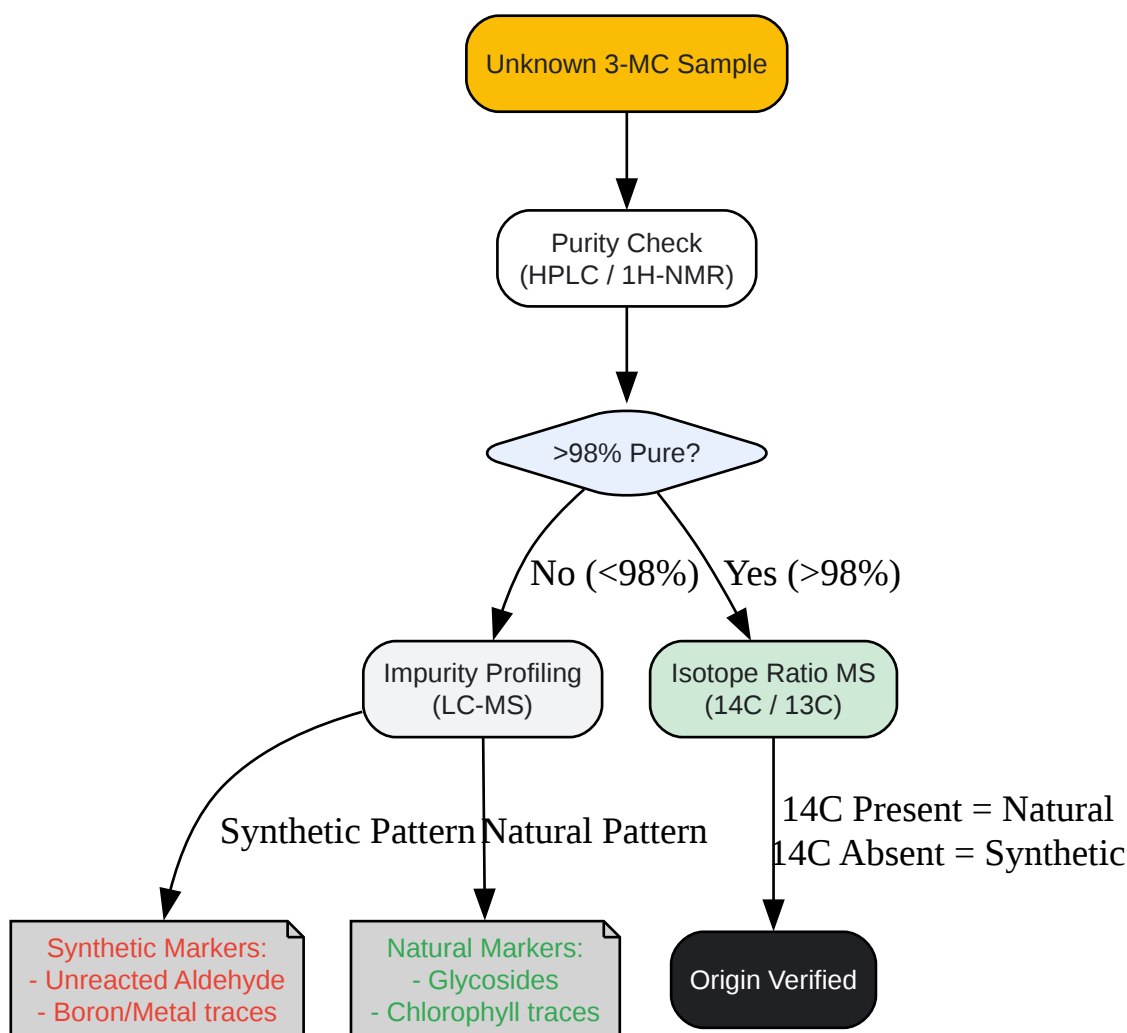 Unknown 3-MC Sample
Purity Check
(HPLC / 1H-NMR)
>98% Pure?
No (<98%)
Yes (>98%)
Impurity Profiling
(LC-MS)
Isotope Ratio MS
(14C / 13C)
Synthetic Pattern
Natural Pattern
14C Present = Natural
14C Absent = Synthetic
Synthetic Markers:
- Unreacted Aldehyde
- Boron/Metal traces
Natural Markers:
- Glycosides
- Chlorophyll traces
Origin Verified